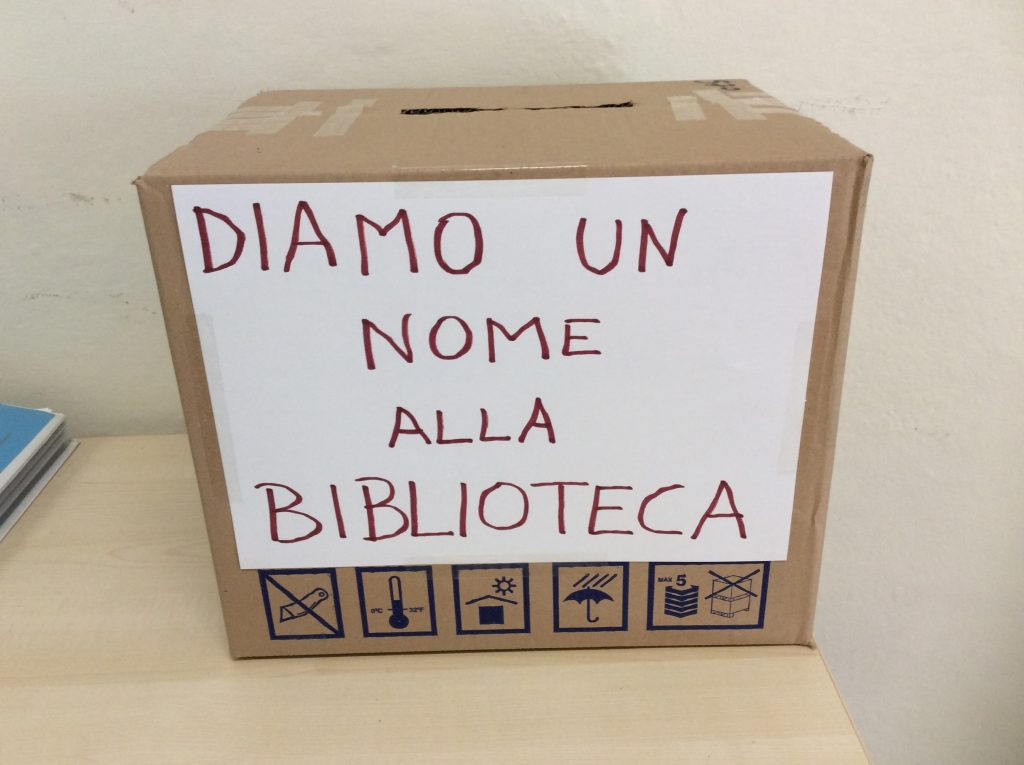 DIAMO UN
NOME
ALLA
BIBLIOTECA
0°C 32°F
MAX 5